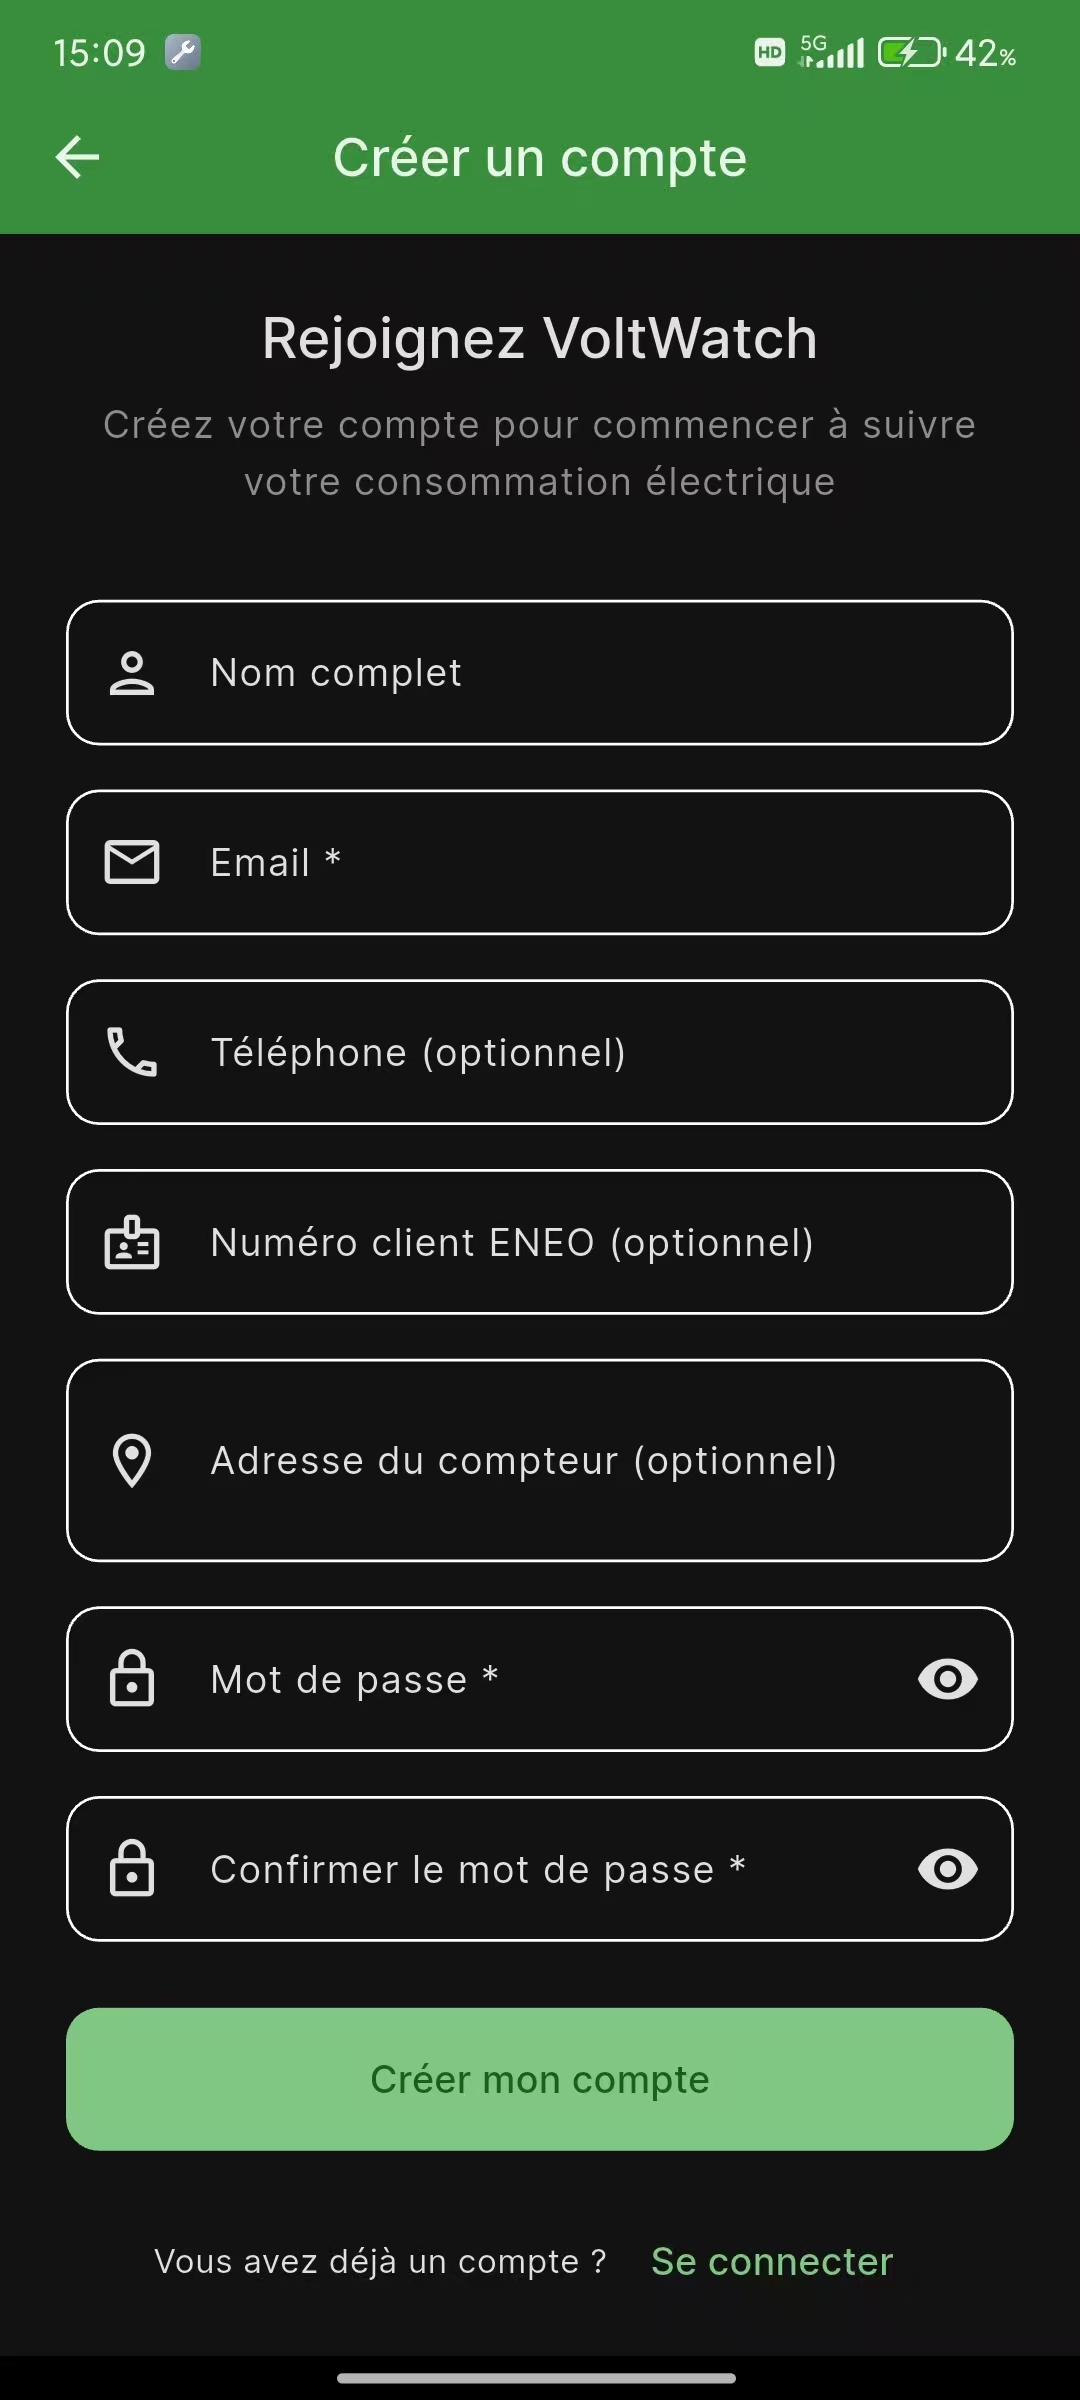 15:09
HD 5G 42%
Créer un compte
Rejoignez VoltWatch
Créez votre compte pour commencer à suivre
votre consommation électrique
Nom complet
Email *
Téléphone (optionnel)
Numéro client ENEO (optionnel)
Adresse du compteur (optionnel)
Mot de passe *
Confirmer le mot de passe *
Créer mon compte
Vous avez déjà un compte ? Se connecter